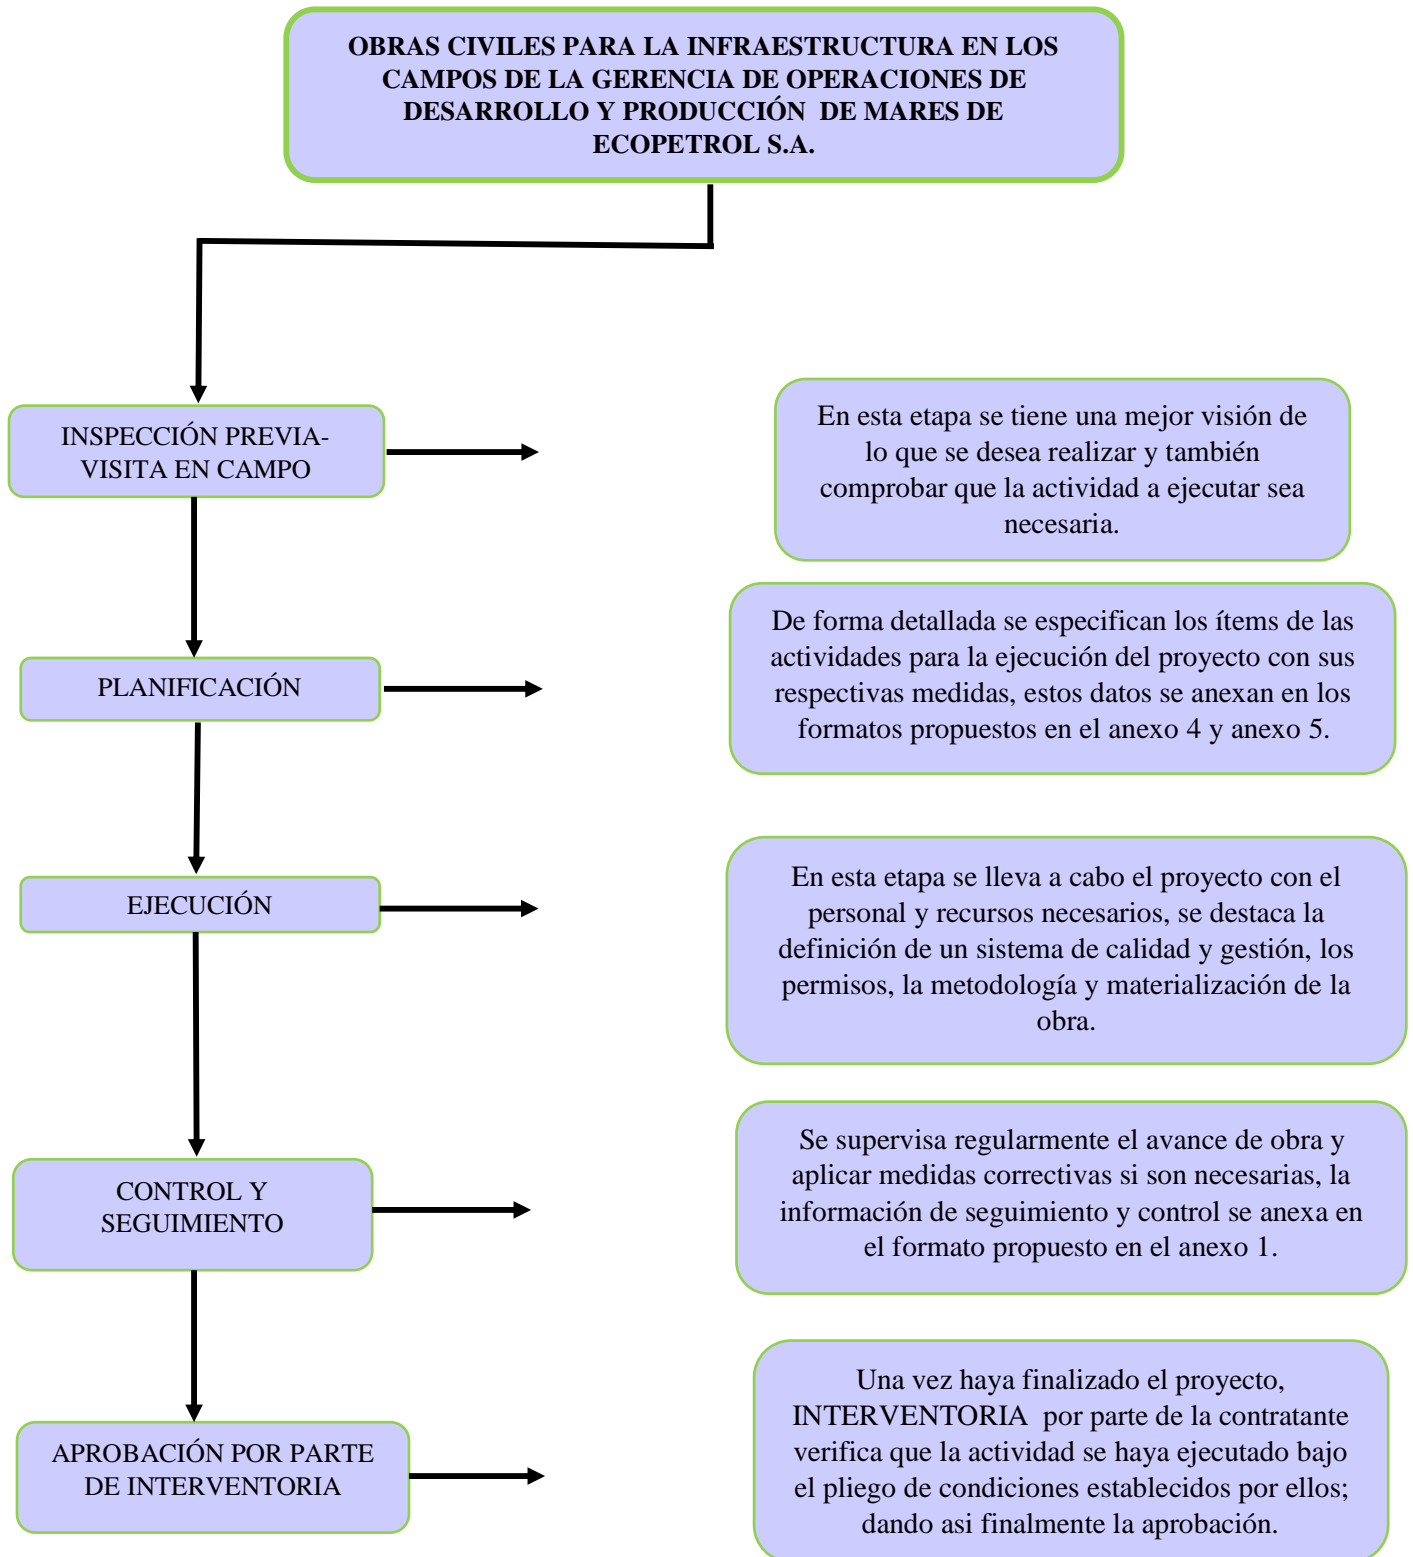 OBRAS CIVILES PARA LA INFRAESTRUCTURA EN LOS
CAMPOS DE LA GERENCIA DE OPERACIONES DE
DESARROLLO Y PRODUCCIÓN DE MARES DE
ECOPETROL S.A.
INSPECCIÓN PREVIA-
VISITA EN CAMPO
En esta etapa se tiene una mejor visión de
lo que se desea realizar y también
comprobar que la actividad a ejecutar sea
necesaria.
PLANIFICACIÓN
De forma detallada se especifican los ítems de las
actividades para la ejecución del proyecto con sus
respectivas medidas, estos datos se anexan en los
formatos propuestos en el anexo 4 y anexo 5.
EJECUCIÓN
En esta etapa se lleva a cabo el proyecto con el
personal y recursos necesarios, se destaca la
definición de un sistema de calidad y gestión, los
permisos, la metodología y materialización de la
obra.
CONTROL Y
SEGUIMIENTO
Se supervisa regularmente el avance de obra y
aplicar medidas correctivas si son necesarias, la
información de seguimiento y control se anexa en
el formato propuesto en el anexo 1.
APROBACIÓN POR PARTE
DE INTERVENTORIA
Una vez haya finalizado el proyecto,
INTERVENTORIA por parte de la contratante
verifica que la actividad se haya ejecutado bajo
el pliego de condiciones establecidos por ellos;
dando asi finalmente la aprobación.